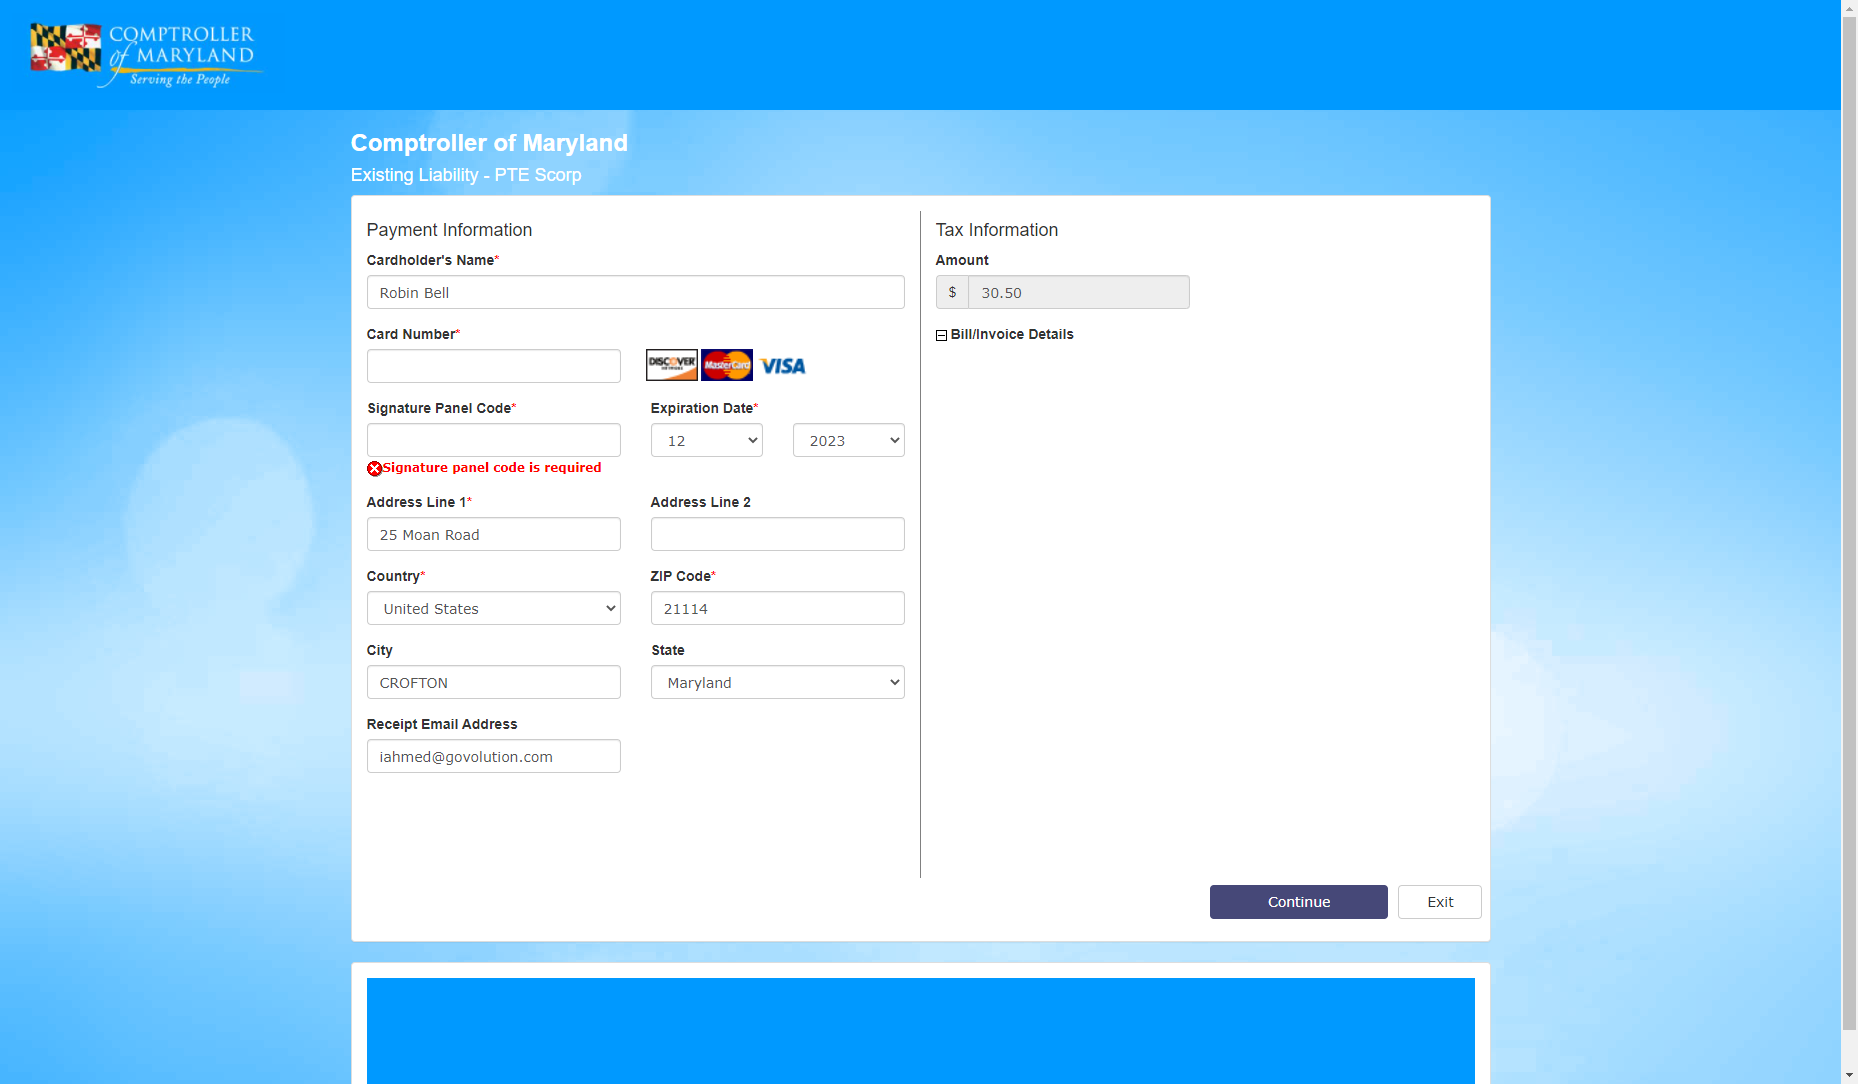 COMPTROLLER
of MARYLAND
Serving the People
Comptroller of Maryland
Existing Liability - PTE Scorp
Payment Information
Cardholder's Name*
Robin Bell
Card Number*
DISCOVER
NETWORK
MasterCard
VISA
Signature Panel Code*
Expiration Date*
12
2023
Signature panel code is required
Address Line 1*
Address Line 2
25 Moan Road
Country*
ZIP Code*
United States
21114
City
State
CROFTON
Maryland
Receipt Email Address
iahmed@govolution.com
Tax Information
Amount
$ 30.50
Bill/Invoice Details
Continue
Exit